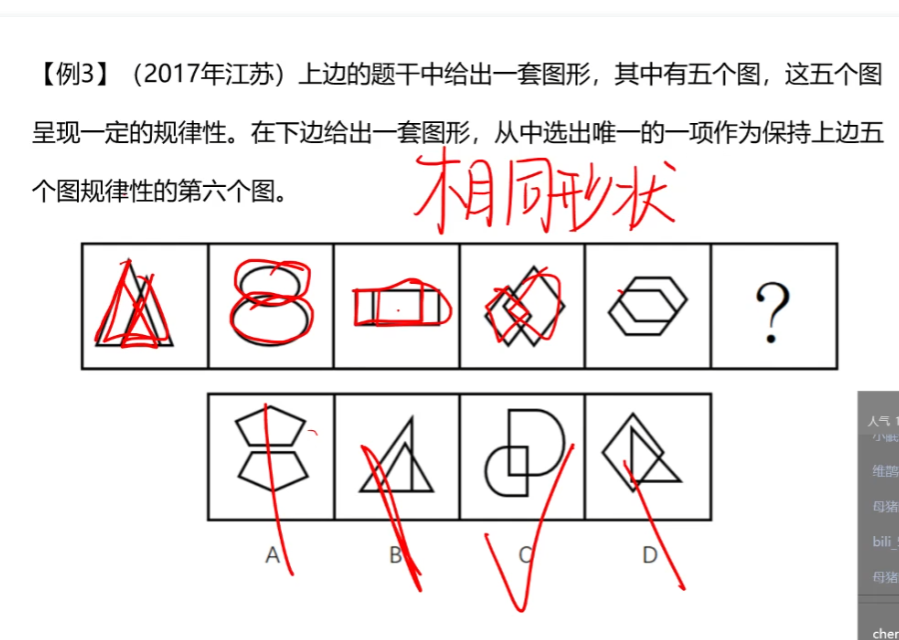 【例3】（2017年江苏）上边的题干中给出一套图形，其中有五个图，这五个图
呈现一定的规律性。在下边给出一套图形，从中选出唯一的一项作为保持上边五
个图规律性的第六个图。
相同形状
?
A B C D
人气 1
维鹊
母猪
bili_
母猪
cher